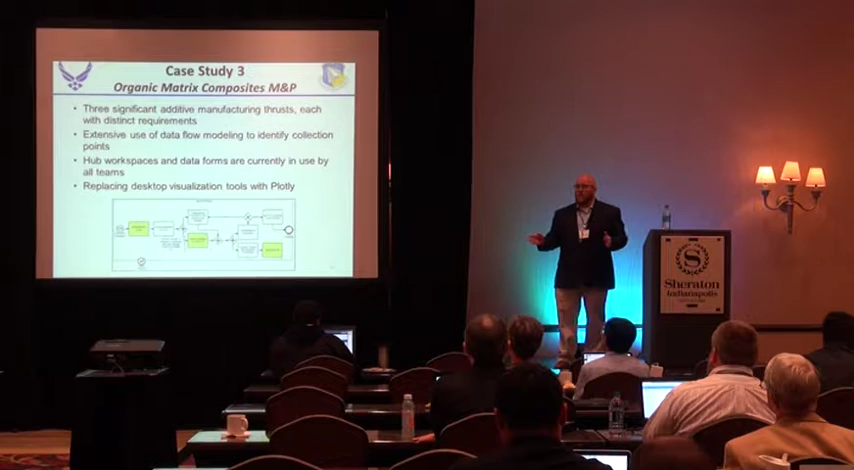 Case Study 3
Organic Matrix Composites M&P
• Three significant additive manufacturing thrusts, each
with distinct requirements
• Extensive use of data flow modeling to identify collection
points
• Hub workspaces and data forms are currently in use by
all teams
• Replacing desktop visualization tools with Plotly
S
Sheraton
Indianapolis